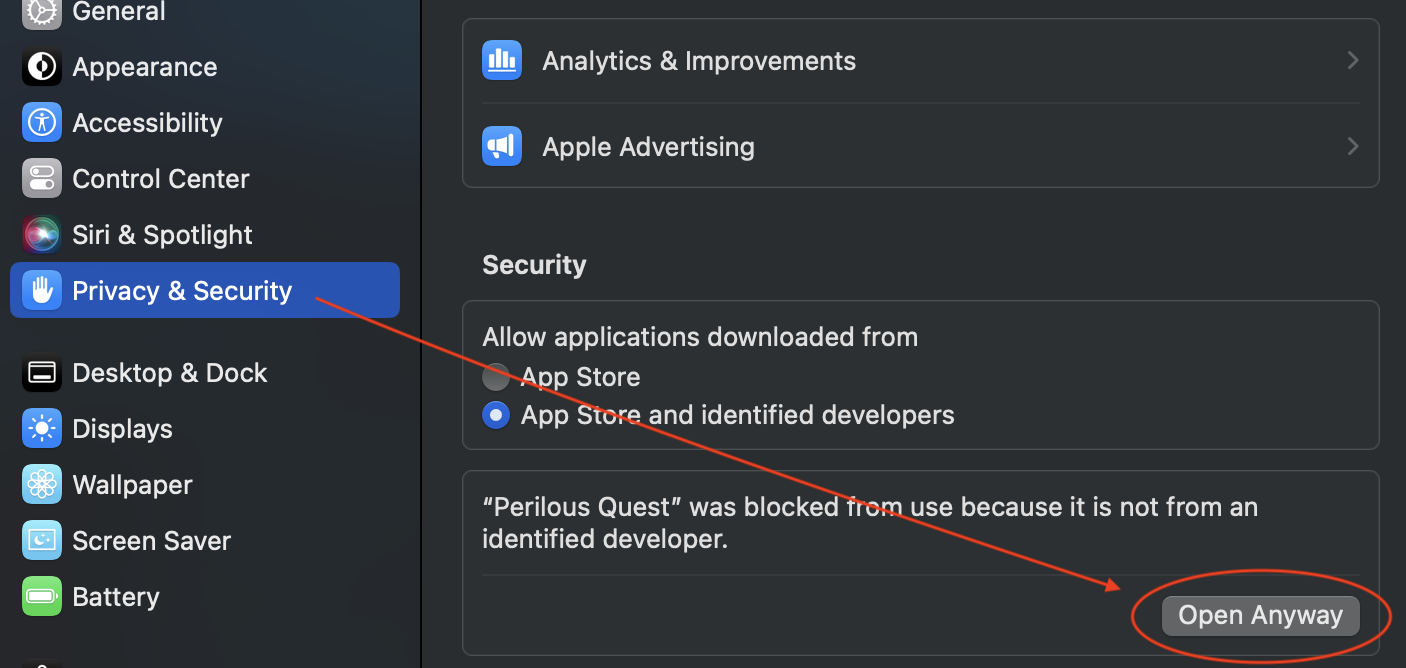 General
Appearance
Accessibility
Control Center
Siri & Spotlight
Privacy & Security
Desktop & Dock
Displays
Wallpaper
Screen Saver
Battery
Analytics & Improvements
Apple Advertising
Security
Allow applications downloaded from
App Store
App Store and identified developers
“Perilous Quest” was blocked from use because it is not from an
identified developer.
Open Anyway